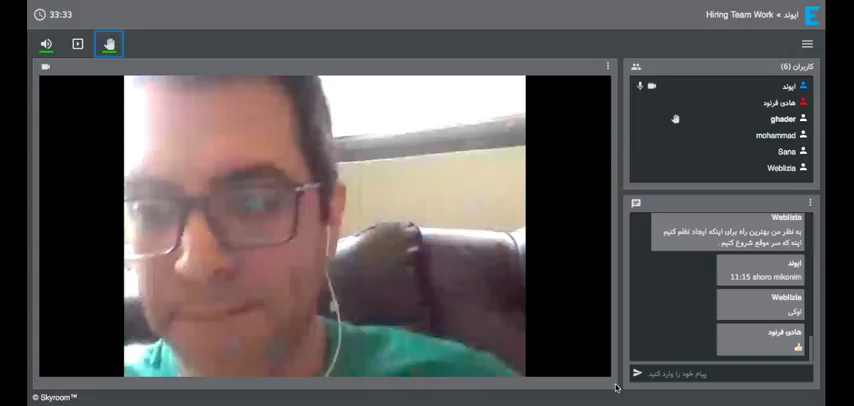 33:33
ایوند » Hiring Team Work
کاربران (6)
ایوند
هادی فرنود
ghader
mohammad
Sana
Weblizia
Weblizia
به نظر من بهترین راه برای اینکه ایجاد نظم کنیم
اینه که سر موقع شروع کنیم .
ایوند
11:15 shoro mikonim
Weblizia
اوکی
هادی فرنود
پیام خود را وارد کنید
© Skyroom™